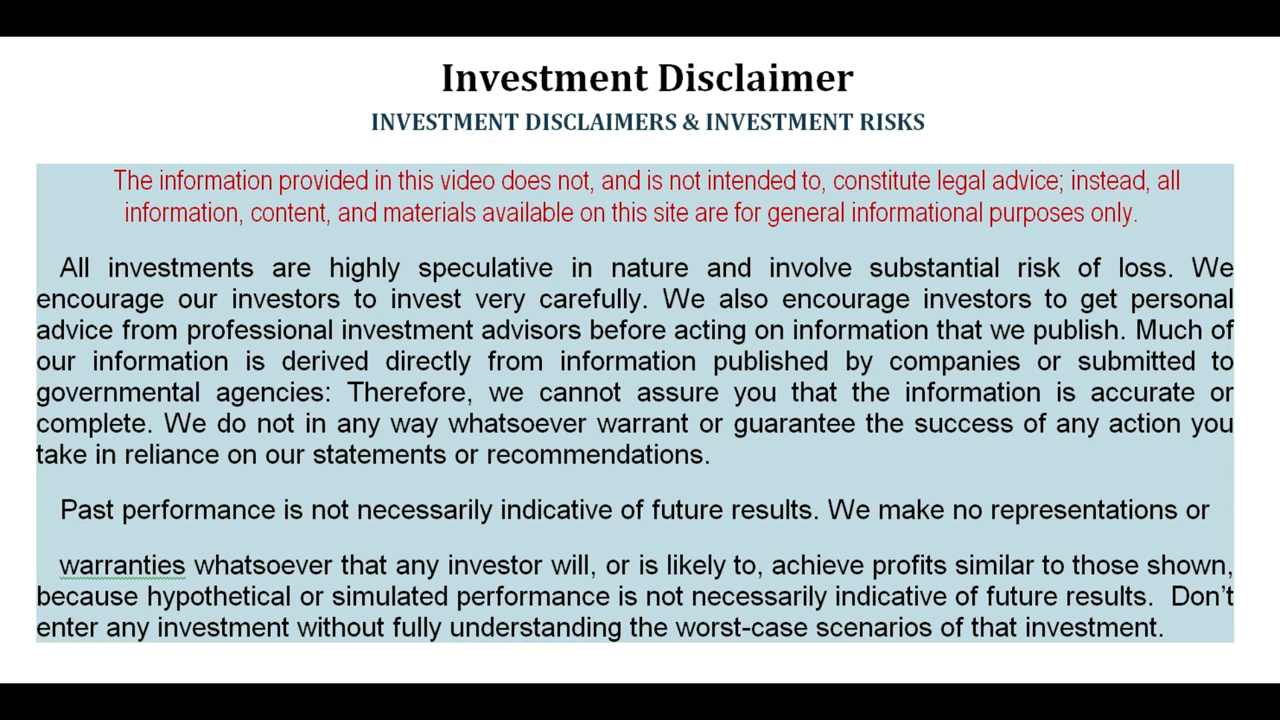 Investment Disclaimer
INVESTMENT DISCLAIMERS & INVESTMENT RISKS
The information provided in this video does not, and is not intended to, constitute legal advice; instead, all
information, content, and materials available on this site are for general informational purposes only.
All investments are highly speculative in nature and involve substantial risk of loss. We
encourage our investors to invest very carefully. We also encourage investors to get personal
advice from professional investment advisors before acting on information that we publish. Much of
our information is derived directly from information published by companies or submitted to
governmental agencies: Therefore, we cannot assure you that the information is accurate or
complete. We do not in any way whatsoever warrant or guarantee the success of any action you
take in reliance on our statements or recommendations.
Past performance is not necessarily indicative of future results. We make no representations or
warranties whatsoever that any investor will, or is likely to, achieve profits similar to those shown,
because hypothetical or simulated performance is not necessarily indicative of future results. Don’t
enter any investment without fully understanding the worst-case scenarios of that investment.